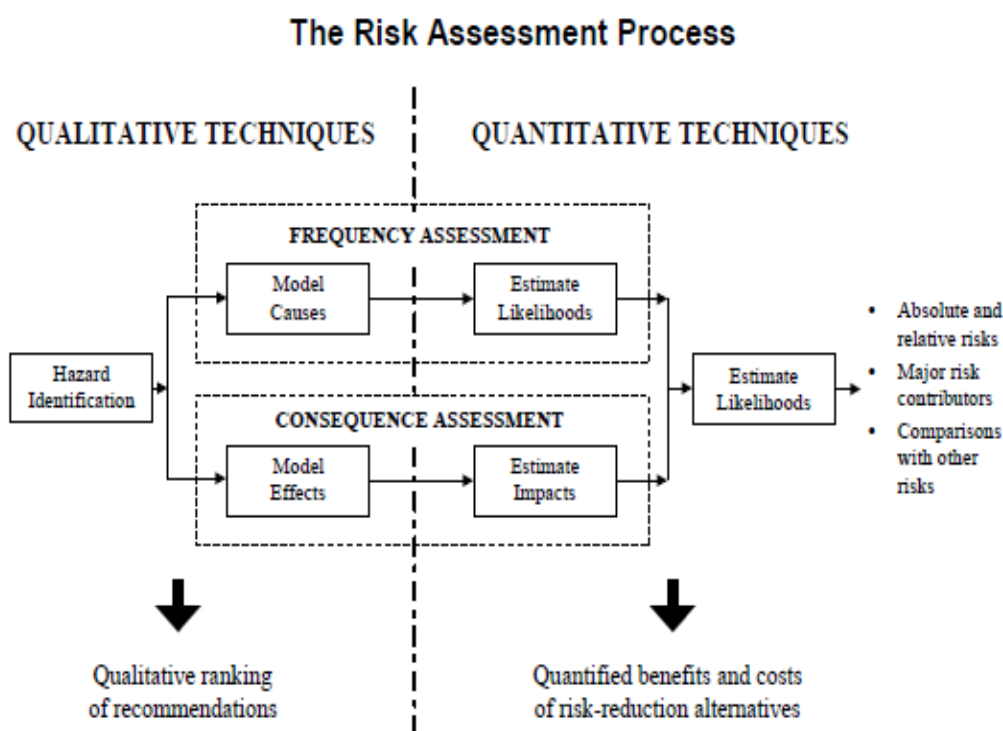 The Risk Assessment Process
QUALITATIVE TECHNIQUES
QUANTITATIVE TECHNIQUES
FREQUENCY ASSESSMENT
Model
Causes
Estimate
Likelihoods
Hazard
Identification
CONSEQUENCE ASSESSMENT
Model
Effects
Estimate
Impacts
Estimate
Likelihoods
• Absolute and
relative risks
• Major risk
contributors
• Comparisons
with other
risks
Qualitative ranking
of recommendations
Quantified benefits and costs
of risk-reduction alternatives